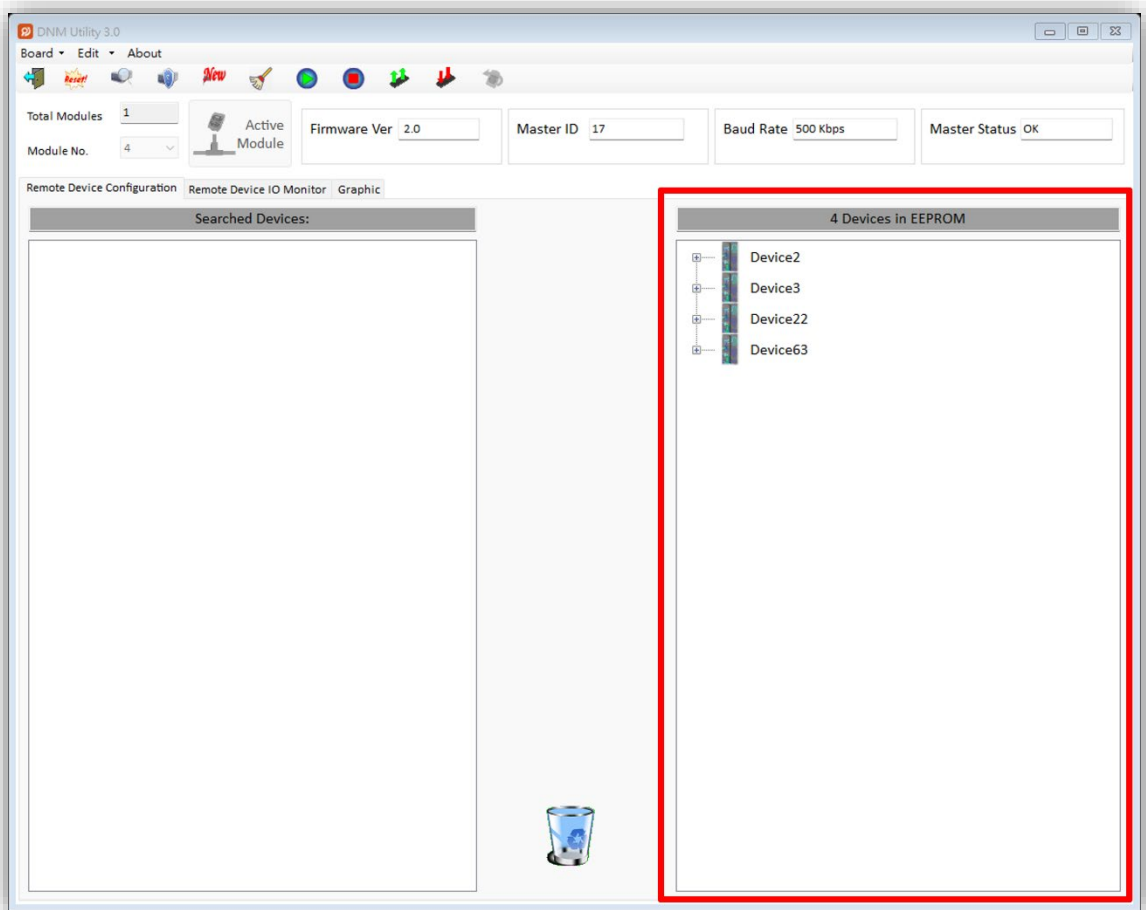 DNM Utility 3.0
Board Edit About
Reset! New
Total Modules 1
Module No. 4
Active
Module
Firmware Ver 2.0
Master ID 17
Baud Rate 500 Kbps
Master Status OK
Remote Device Configuration Remote Device IO Monitor Graphic
Searched Devices:
4 Devices in EEPROM
Device2
Device3
Device22
Device63